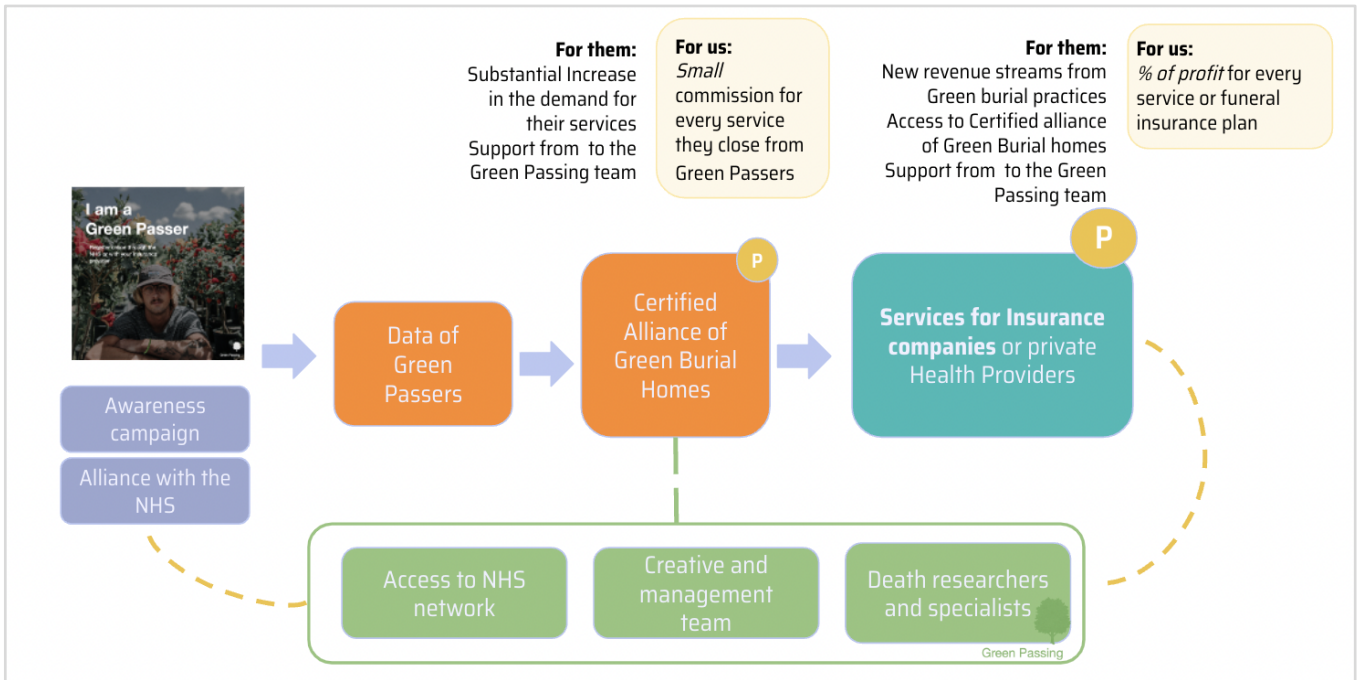 For them:
Substantial Increase
in the demand for
their services
Support from  to the
Green Passing team
For us:
Small
commission for
every service
they close from
Green Passers
For them:
New revenue streams from
Green burial practices
Access to Certified alliance
of Green Burial homes
Support from  to the Green
Passing team
For us:
% of profit for every
service or funeral
insurance plan
I am a
Green Passer
P
P
Data of
Green
Passers
Certified
Alliance of
Green Burial
Homes
Services for Insurance
companies or private
Health Providers
Awareness
campaign
Alliance with the
NHS
Access to NHS
network
Creative and
management
team
Death researchers
and specialists
Green Passing